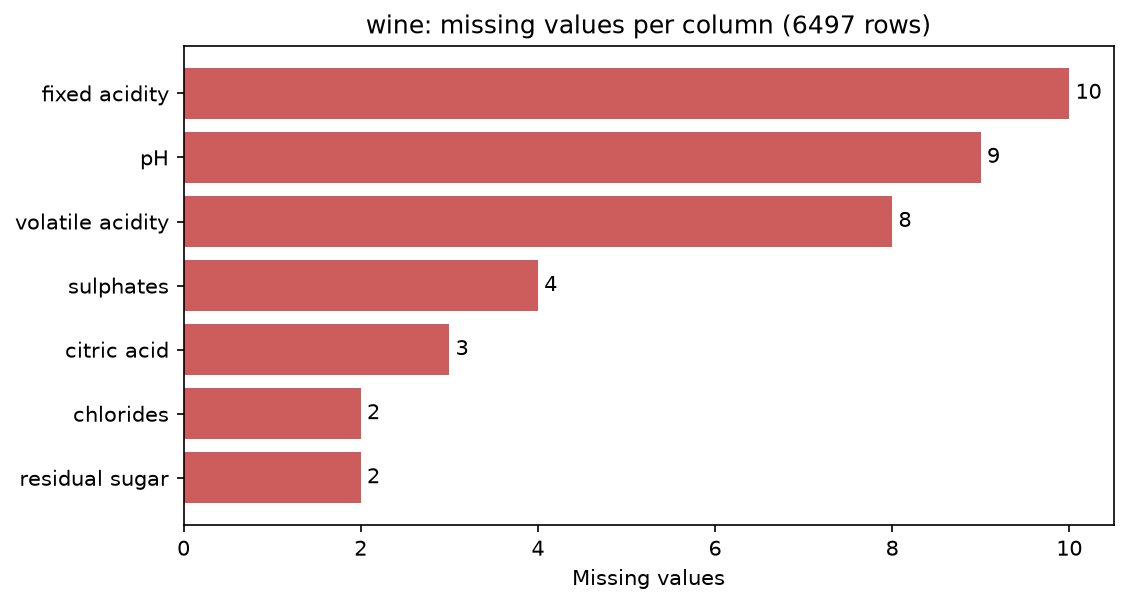 wine: missing values per column (6497 rows)
fixed acidity 10
pH 9
volatile acidity 8
sulphates 4
citric acid 3
chlorides 2
residual sugar 2
0 2 4 6 8 10
Missing values